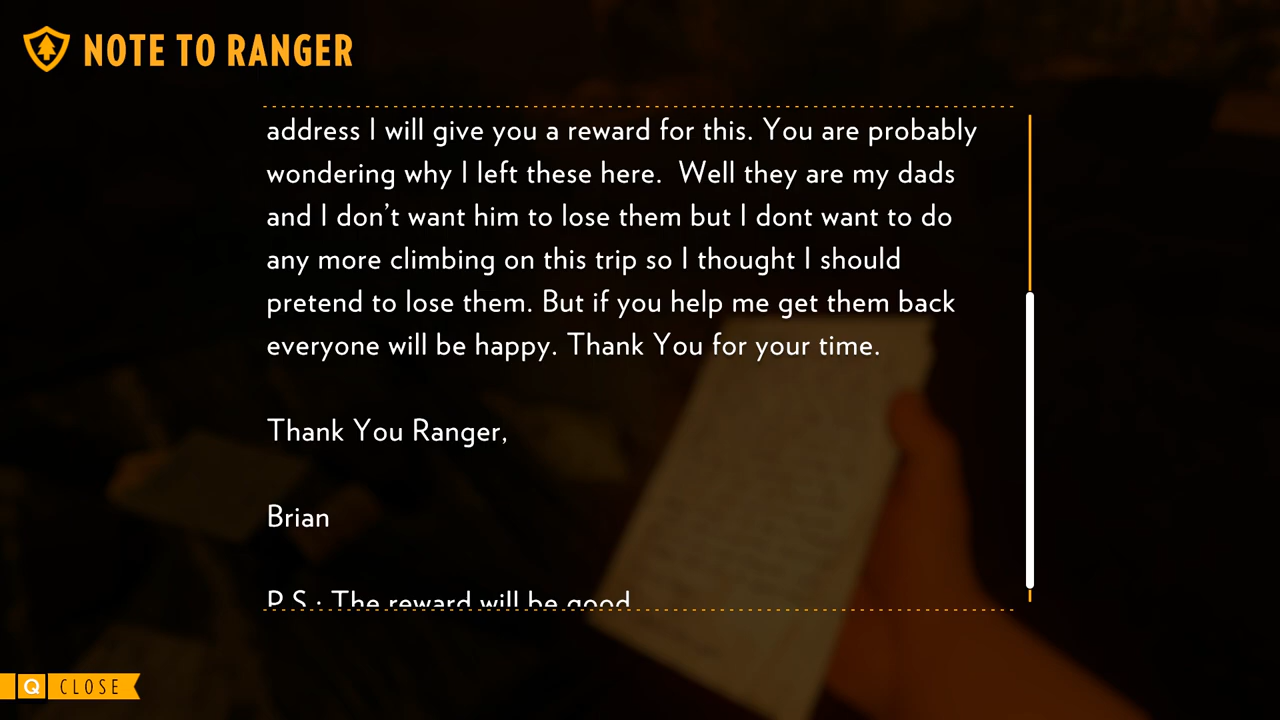 NOTE TO RANGER
address I will give you a reward for this. You are probably
wondering why I left these here.  Well they are my dads
and I don't want him to lose them but I dont want to do
any more climbing on this trip so I thought I should
pretend to lose them. But if you help me get them back
everyone will be happy. Thank You for your time.
Thank You Ranger,
Brian
P.S.: The reward will be good
Q CLOSE